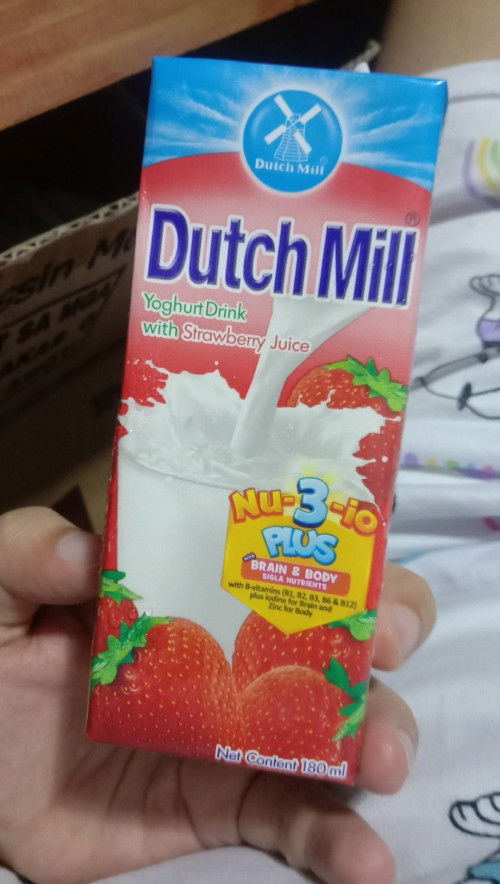 Dutch Mill®
Dutch Mill®
Yoghurt Drink
with Strawberry Juice
Nu-3-io
PLUS
with BRAIN & BODY
SIGLA NUTRIENTS
with B-vitamins (B1, B2, B3, B6 & B12)
plus Iodine for Brain and
Zinc for Body
Net Content 180 ml